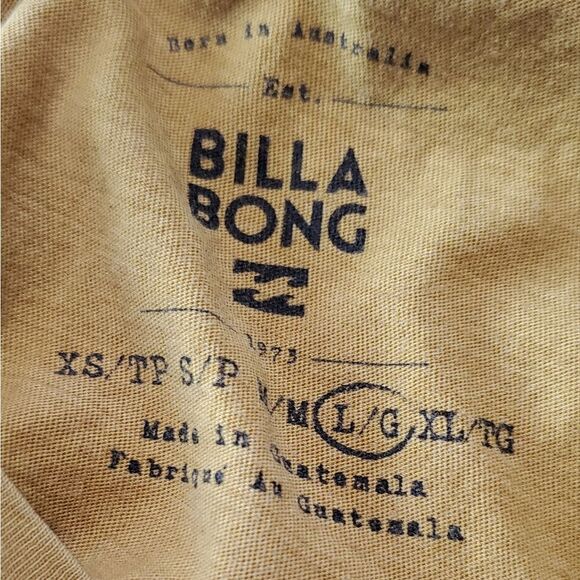 Born in Australia
Est.
BILLA
BONG
1973
XS/TP S/P M/M L/G XL/TG
Made in Guatemala
Fabriqué Au Guatemala